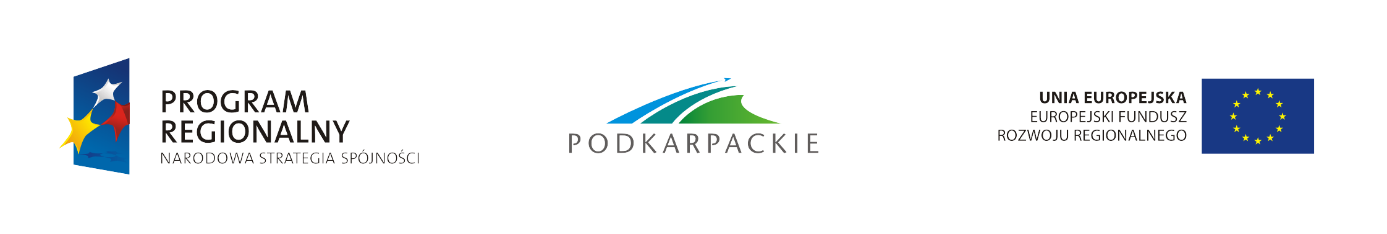 PROGRAM
REGIONALNY
NARODOWA STRATEGIA SPÓJNOŚCI
PODKARPACKIE
UNIA EUROPEJSKA
EUROPEJSKI FUNDUSZ
ROZWOJU REGIONALNEGO